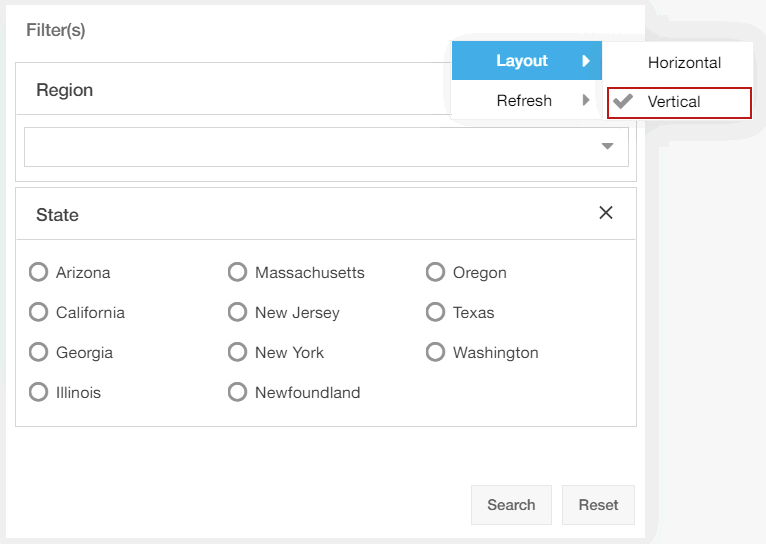 Filter(s)
Layout
Horizontal
Region
Refresh
Vertical
State
Arizona Massachusetts Oregon
California New Jersey Texas
Georgia New York Washington
Illinois Newfoundland
Search Reset